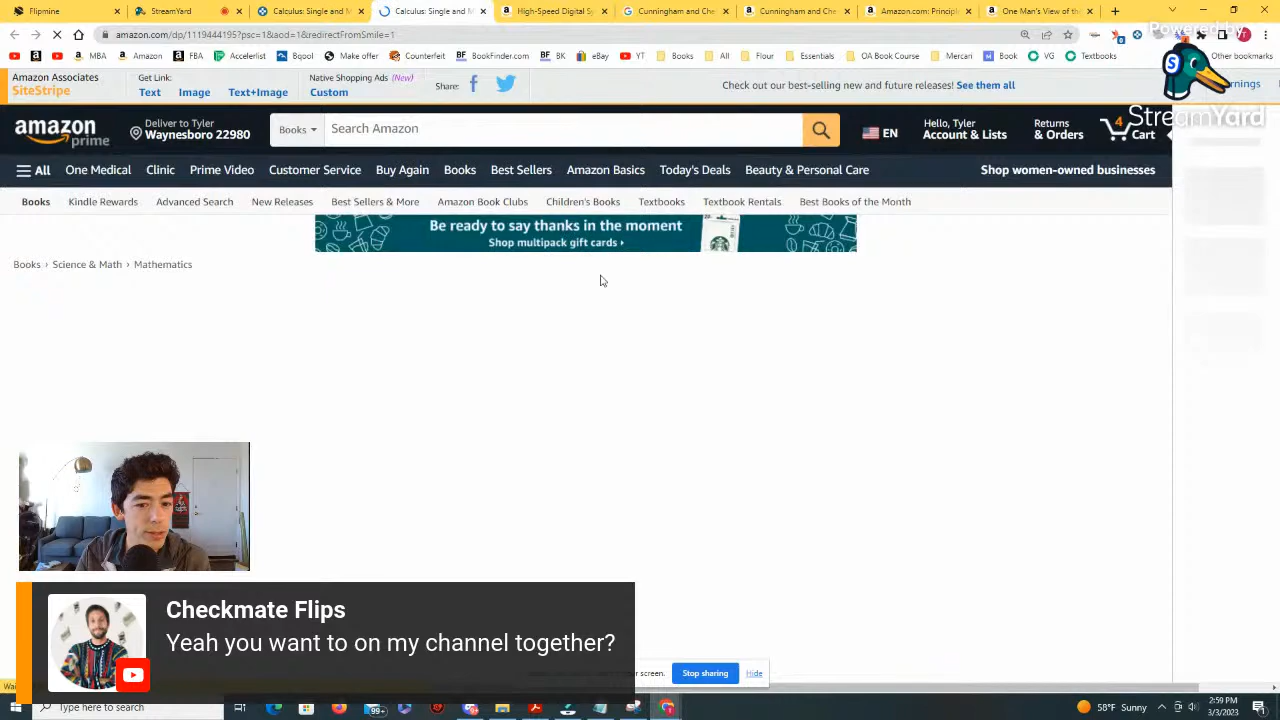 Flipmine
StreamYard
Calculus: Single and M
Calculus: Single and M
High-Speed Digital Sy
Cunningham and Che
Cunningham and Che
Amazon.com: Principl
One Man's View of th
Powered by
amazon.com/dp/1119444195?psc=1&aod=1&redirectFromSmile=1
MBA
Amazon
FBA
Accelerist
Bqool
Make offer
Counterfeit
BookFinder.com
BF BK
eBay
YT
Books
All
Flour
Essentials
OA Book Course
Mercari
Book
VG
Textbooks
Other bookmarks
Amazon Associates
SiteStripe
Get Link:
Text Image Text+Image
Native Shopping Ads (New)
Custom
Share:
Check out our best-selling new and future releases! See them all
StreamYard
amazon prime
Deliver to Tyler
Waynesboro 22980
Books
Search Amazon
EN
Hello, Tyler
Account & Lists
Returns
& Orders
4
Cart
All One Medical Clinic Prime Video Customer Service Buy Again Books Best Sellers Amazon Basics Today's Deals Beauty & Personal Care
Shop women-owned businesses
Books Kindle Rewards Advanced Search New Releases Best Sellers & More Amazon Book Clubs Children's Books Textbooks Textbook Rentals Best Books of the Month
Be ready to say thanks in the moment
Shop multipack gift cards ›
Books › Science & Math › Mathematics
Checkmate Flips
Yeah you want to on my channel together?
your screen.
Stop sharing
Hide
Type here to search
99+
58°F Sunny
2:59 PM
3/3/2023